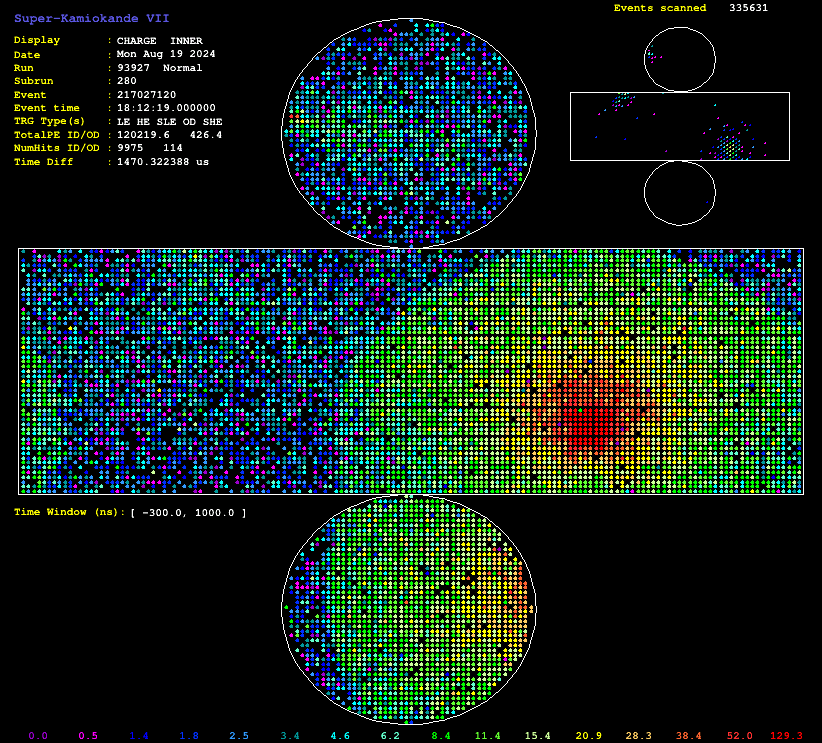 Super-Kamiokande VII
Events scanned 335631
Display : CHARGE INNER
Date : Mon Aug 19 2024
Run : 93927 Normal
Subrun : 280
Event : 217027120
Event time : 18:12:19.000000
TRG Type(s) : LE HE SLE OD SHE
TotalPE ID/OD : 120219.6 426.4
NumHits ID/OD : 9975 114
Time Diff : 1470.322388 us
Time Window (ns): [ -300.0, 1000.0 ]
0.0 0.5 1.4 1.8 2.5 3.4 4.6 6.2 8.4 11.4 15.4 20.9 28.3 38.4 52.0 129.3